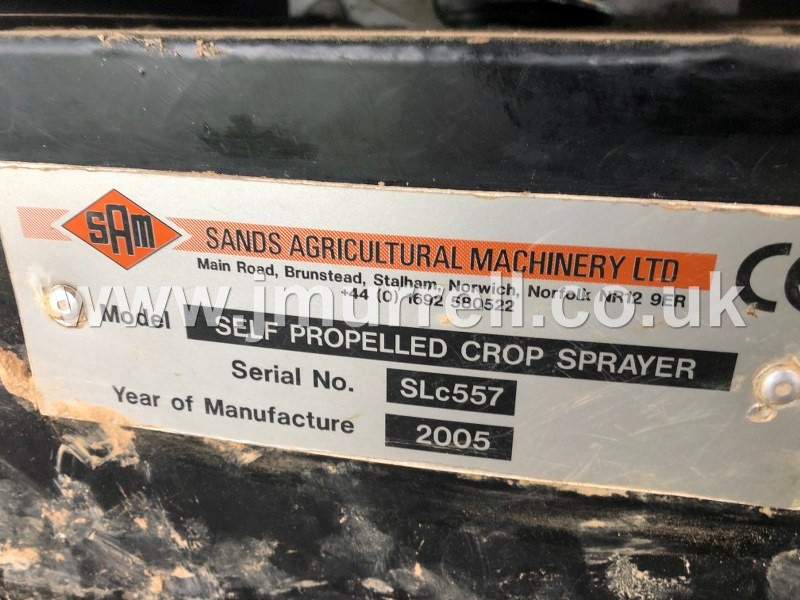 SAM
SANDS AGRICULTURAL MACHINERY LTD
Main Road, Brunstead, Stalham, Norwich, Norfolk NR12 9ER
+44 (0) 1692 580522
CE
www.jmurrell.co.uk
Model SELF PROPELLED CROP SPRAYER
Serial No. SLc557
Year of Manufacture 2005